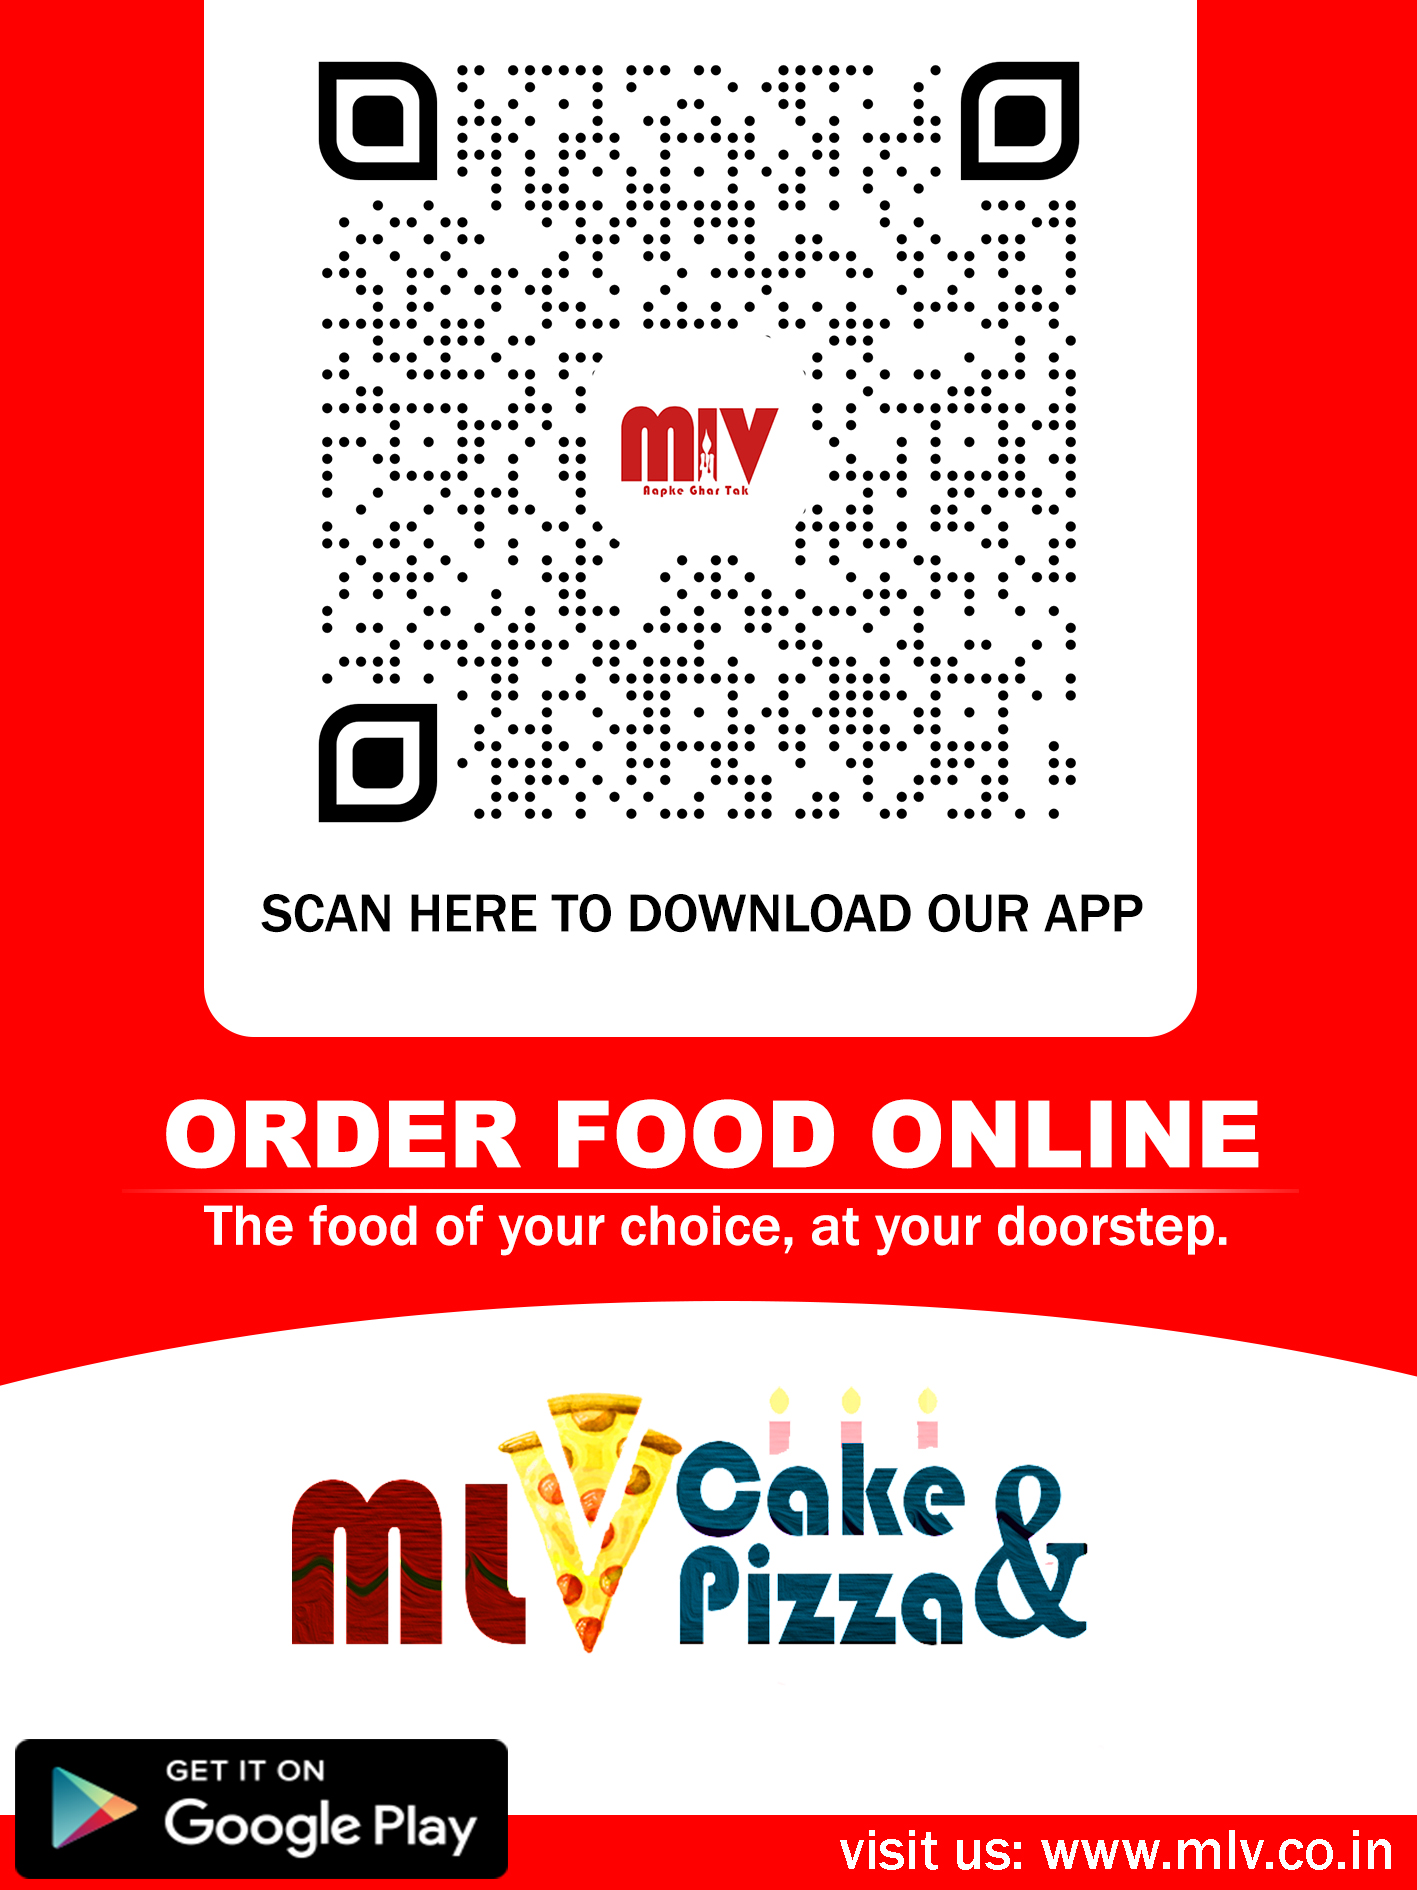 MLV
Aapke Ghar Tak
SCAN HERE TO DOWNLOAD OUR APP
ORDER FOOD ONLINE
The food of your choice, at your doorstep.
MLV Cake &
Pizza
GET IT ON
Google Play
visit us: www.mlv.co.in